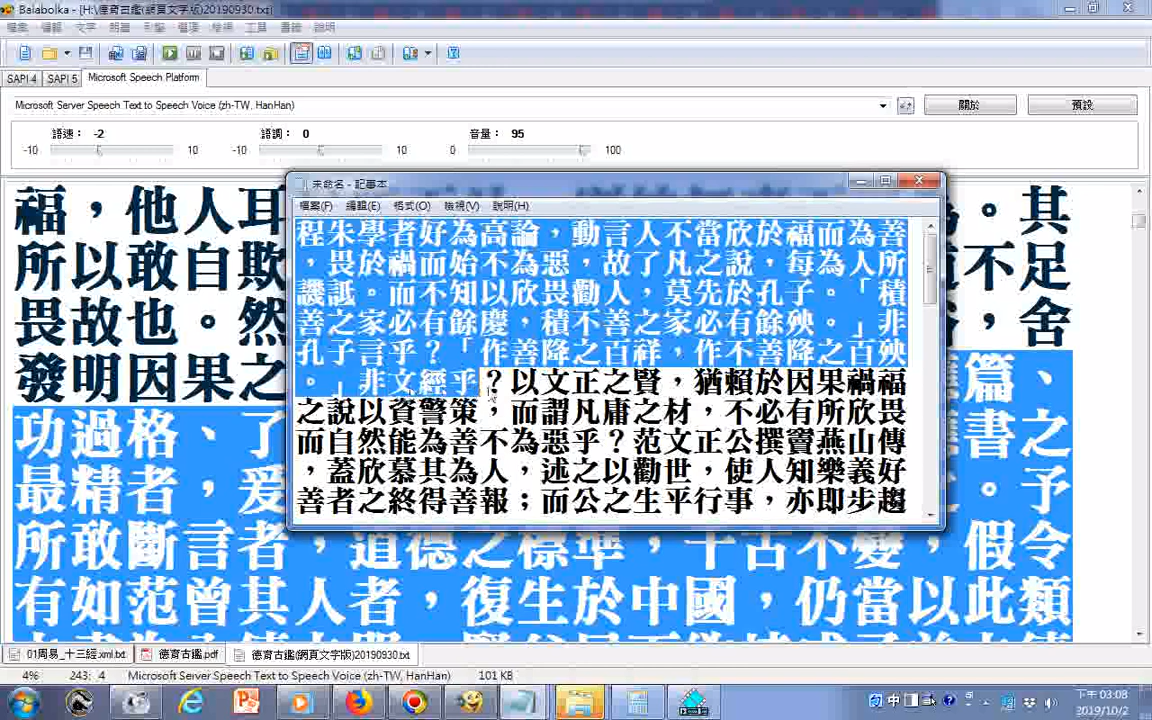 Balabolka - [H:\德育古鑑(網頁文字版)20190930.txt]
SAPI 4
SAPI 5
Microsoft Speech Platform
Microsoft Server Speech Text to Speech Voice (zh-TW, HanHan)
關於
預設
語速： -2
語調： 0
音量： 95
-10
10
-10
10
0
100
福，他人耳
。其
所以敢自欺
不足
畏故也。然
，舍
發明因果之
篇、
功過格、了
書之
最精者，爰
。予
所敢斷言者，道德之標準，千古不變，假令
有如范曾其人者，復生於中國，仍當以此類
未命名 - 記事本
檔案(F)
編輯(E)
格式(O)
檢視(V)
說明(H)
程朱學者好為高論，動言人不當欣於福而為善
，畏於禍而始不為惡，故了凡之說，每為人所
譏詆。而不知以欣畏勸人，莫先於孔子。「積
善之家必有餘慶，積不善之家必有餘殃。」非
孔子言乎？「作善降之百祥，作不善降之百殃
。」非文經乎？以文正之賢，猶賴於因果禍福
之說以資警策，而謂凡庸之材，不必有所欣畏
而自然能為善不為惡乎？范文正公撰竇燕山傳
，蓋欣慕其為人，述之以勸世，使人知樂義好
善者之終得善報；而公之生平行事，亦即步趨
01周易_十三經.xml.txt
德育古鑑.pdf
德育古鑑(網頁文字版)20190930.txt
4%
243: 4
Microsoft Server Speech Text to Speech Voice (zh-TW, HanHan)
101 KB
中
下午 03:08
2019/10/2